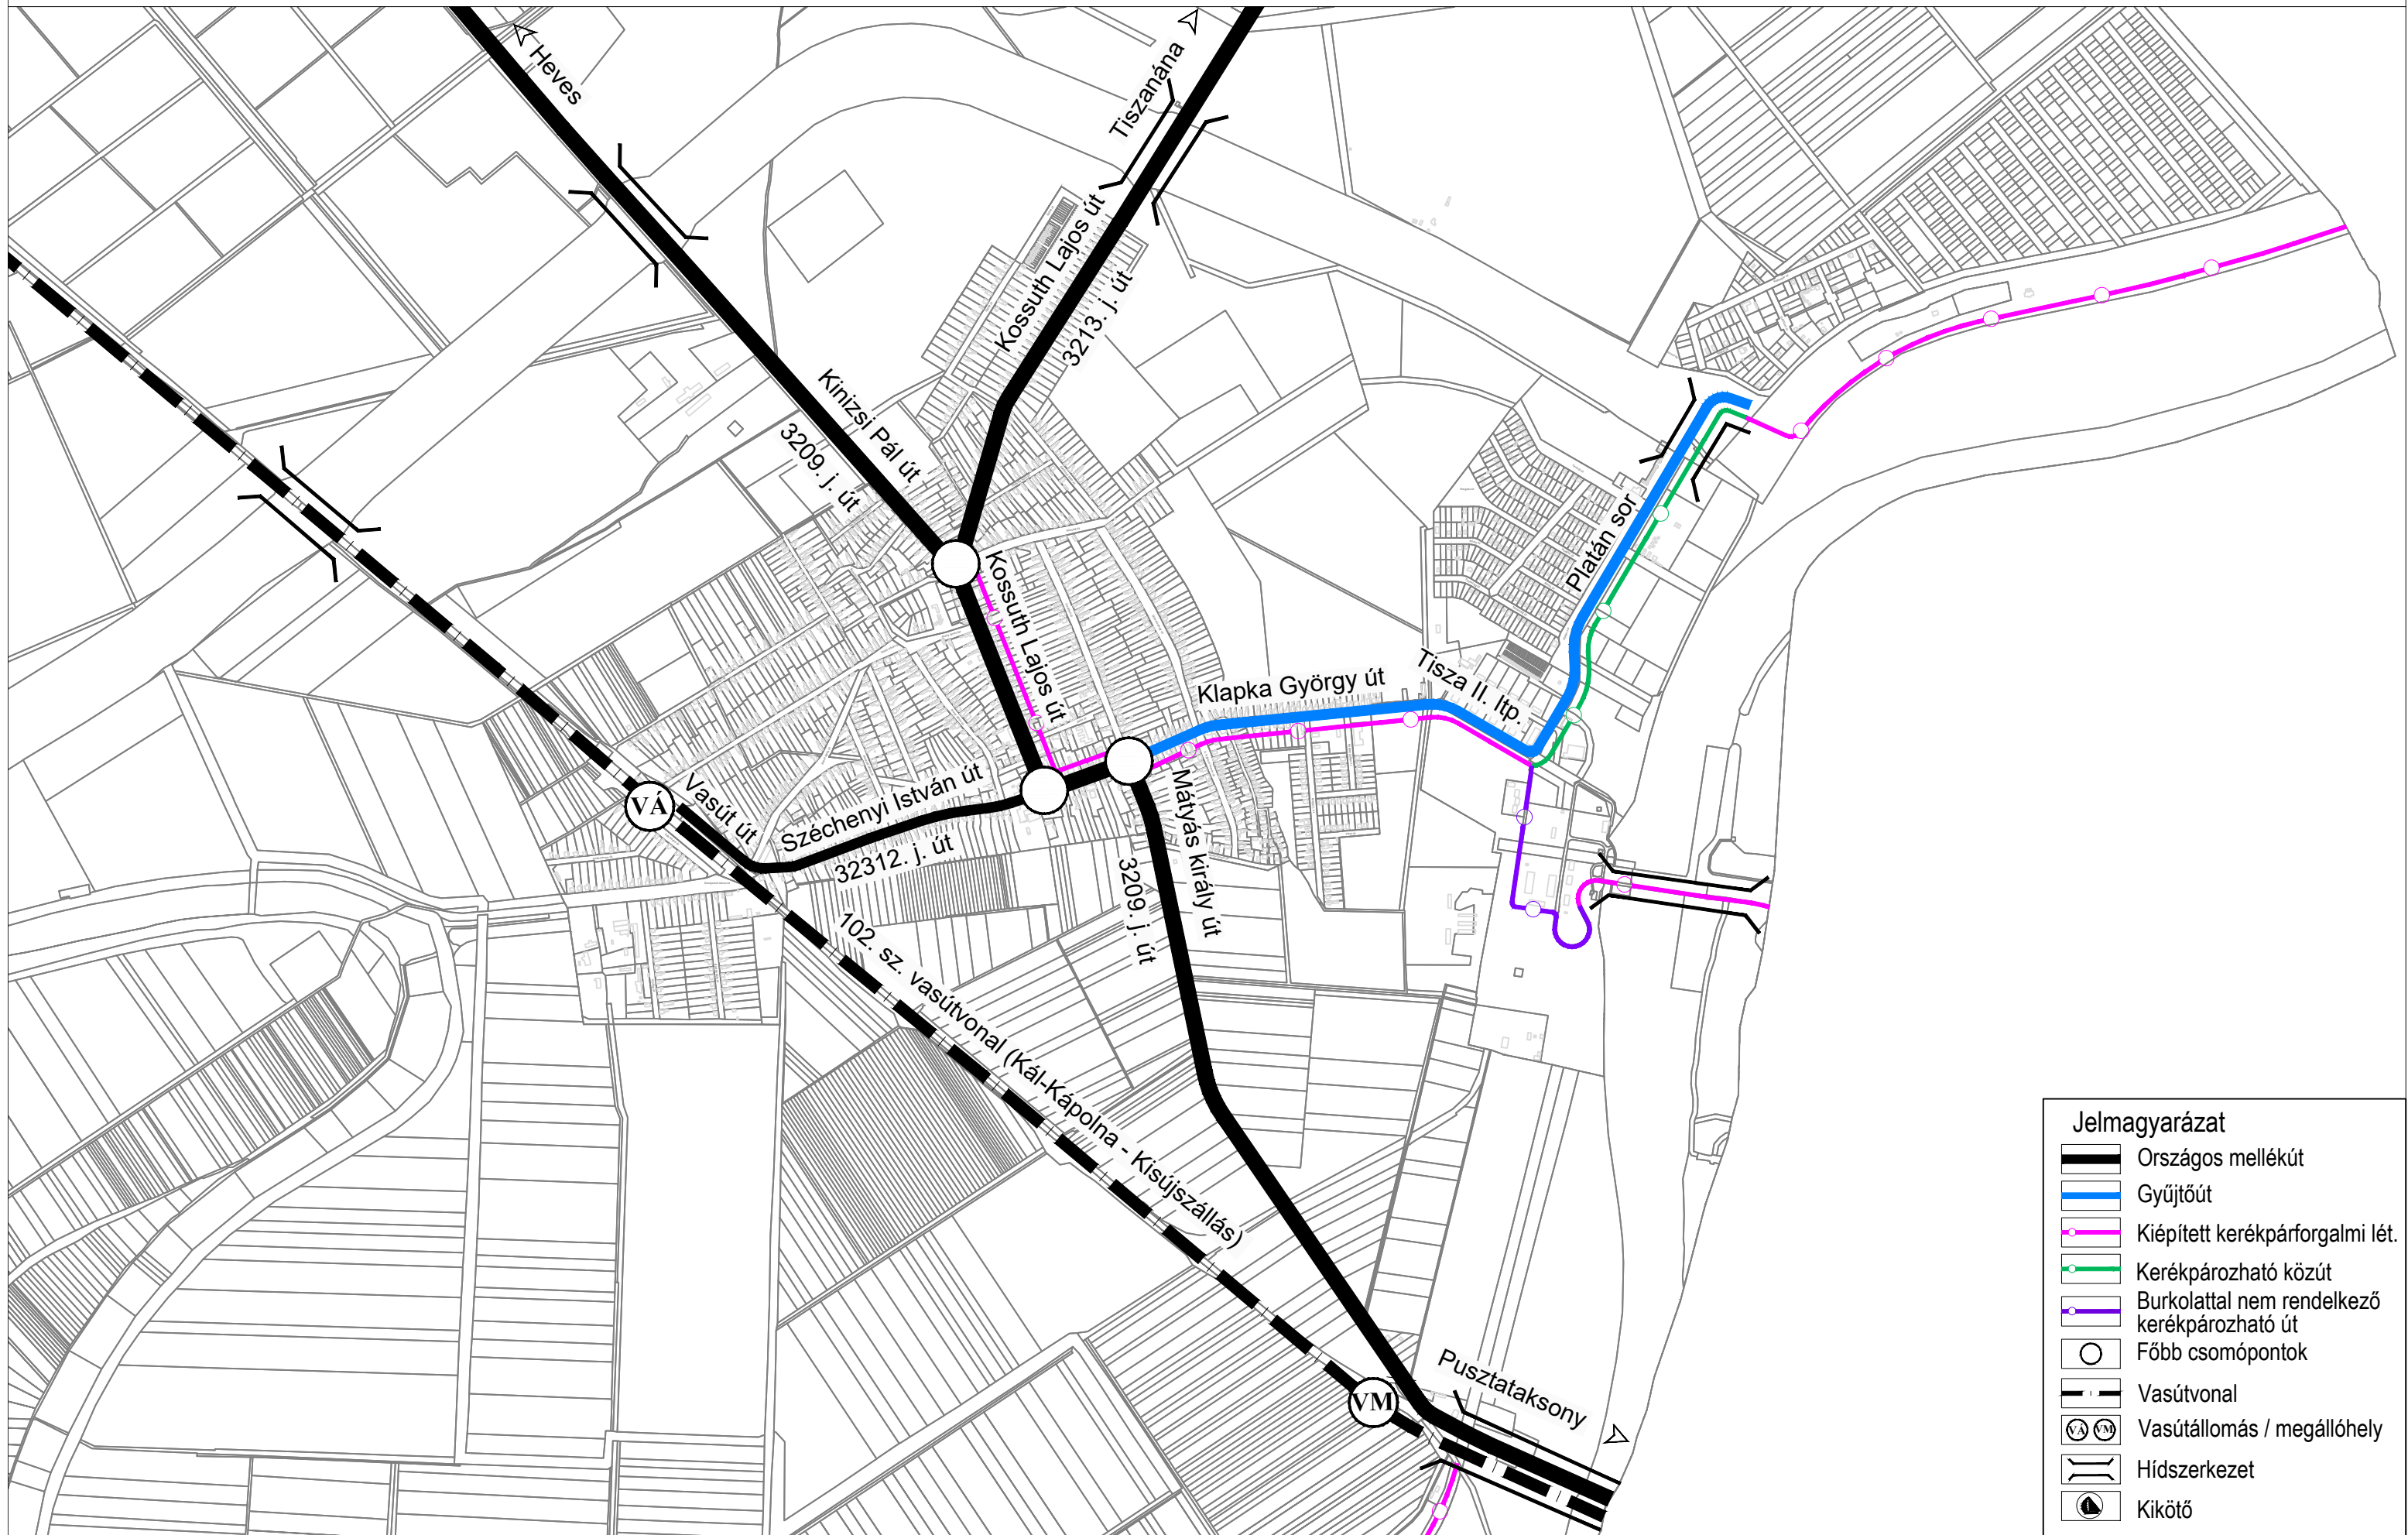 Heves
Tiszanána
Kossuth Lajos út
3213. j. út
Kinizsi Pál út
3209. j. út
Platán sor
Kossuth Lajos út
Tisza II. ltp.
Klapka György út
Mátyás király út
3209. j. út
VÁ
Vasút út
Széchenyi István út
32312. j. út
102. sz. vasútvonal (Kál-Kápolna - Kisújszállás)
VM
Pusztataksony
Jelmagyarázat
Országos mellékút
Gyűjtőút
Kiépített kerékpárforgalmi lét.
Kerékpározható közút
Burkolattal nem rendelkező
kerékpározható út
Főbb csomópontok
Vasútvonal
VÁ VM Vasútállomás / megállóhely
Hídszerkezet
Kikötő